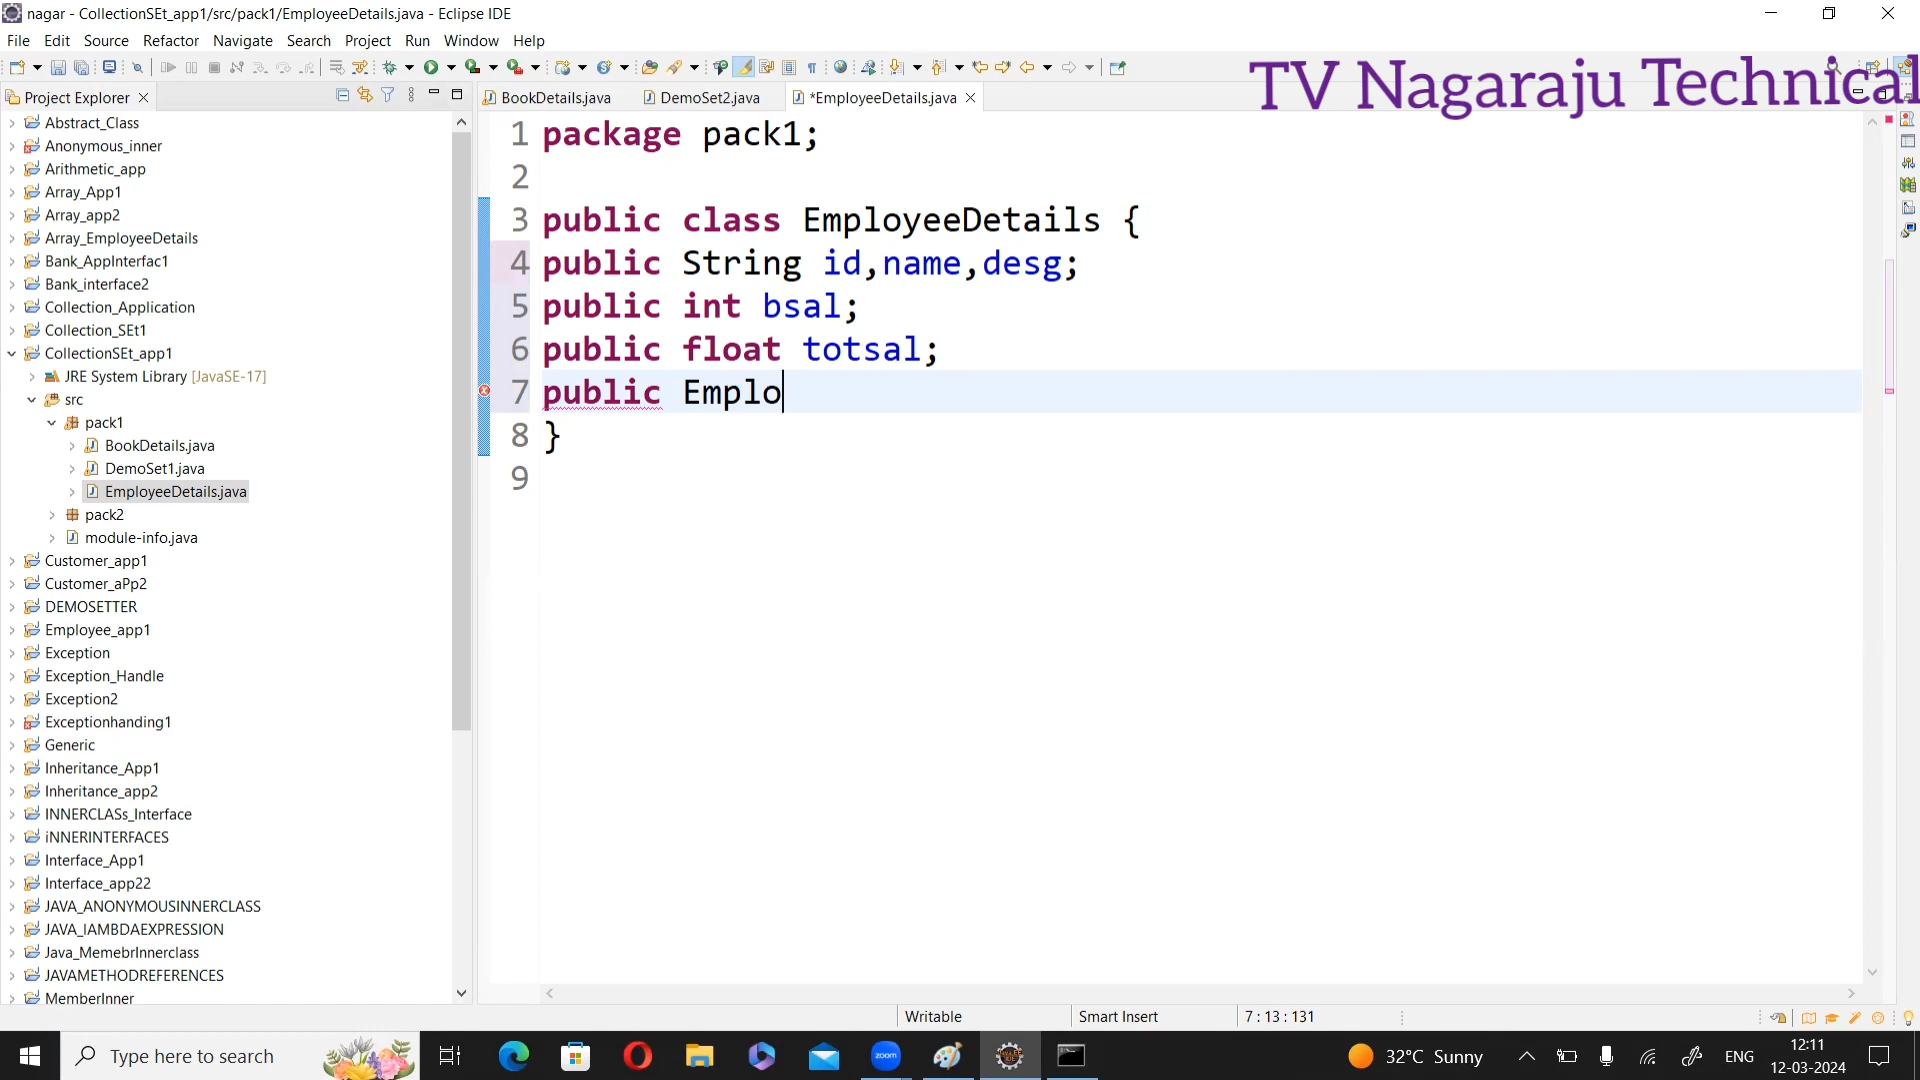 nagar - CollectionSEt_app1/src/pack1/EmployeeDetails.java - Eclipse IDE
File Edit Source Refactor Navigate Search Project Run Window Help
TV Nagaraju Technical
Project Explorer
BookDetails.java
DemoSet2.java
*EmployeeDetails.java
Abstract_Class
Anonymous_inner
Arithmetic_app
Array_App1
Array_app2
Array_EmployeeDetails
Bank_AppInterfac1
Bank_interface2
Collection_Application
Collection_SEt1
CollectionSEt_app1
JRE System Library [JavaSE-17]
src
pack1
BookDetails.java
DemoSet1.java
EmployeeDetails.java
pack2
module-info.java
Customer_app1
Customer_aPp2
DEMOSETTER
Employee_app1
Exception
Exception_Handle
Exception2
Exceptionhanding1
Generic
Inheritance_App1
Inheritance_app2
INNERCLASs_Interface
iNNERINTERFACES
Interface_App1
Interface_app22
JAVA_ANONYMOUSINNERCLASS
JAVA_lAMBDAEXPRESSION
Java_MemebrInnerclass
JAVAMETHODREFERENCES
MemberInner
1 package pack1;
2
3 public class EmployeeDetails {
4 public String id,name,desg;
5 public int bsal;
6 public float totsal;
7 public Emplo
8 }
9
Writable
Smart Insert
7 : 13 : 131
Type here to search
zoom
32°C Sunny
ENG
12:11
12-03-2024